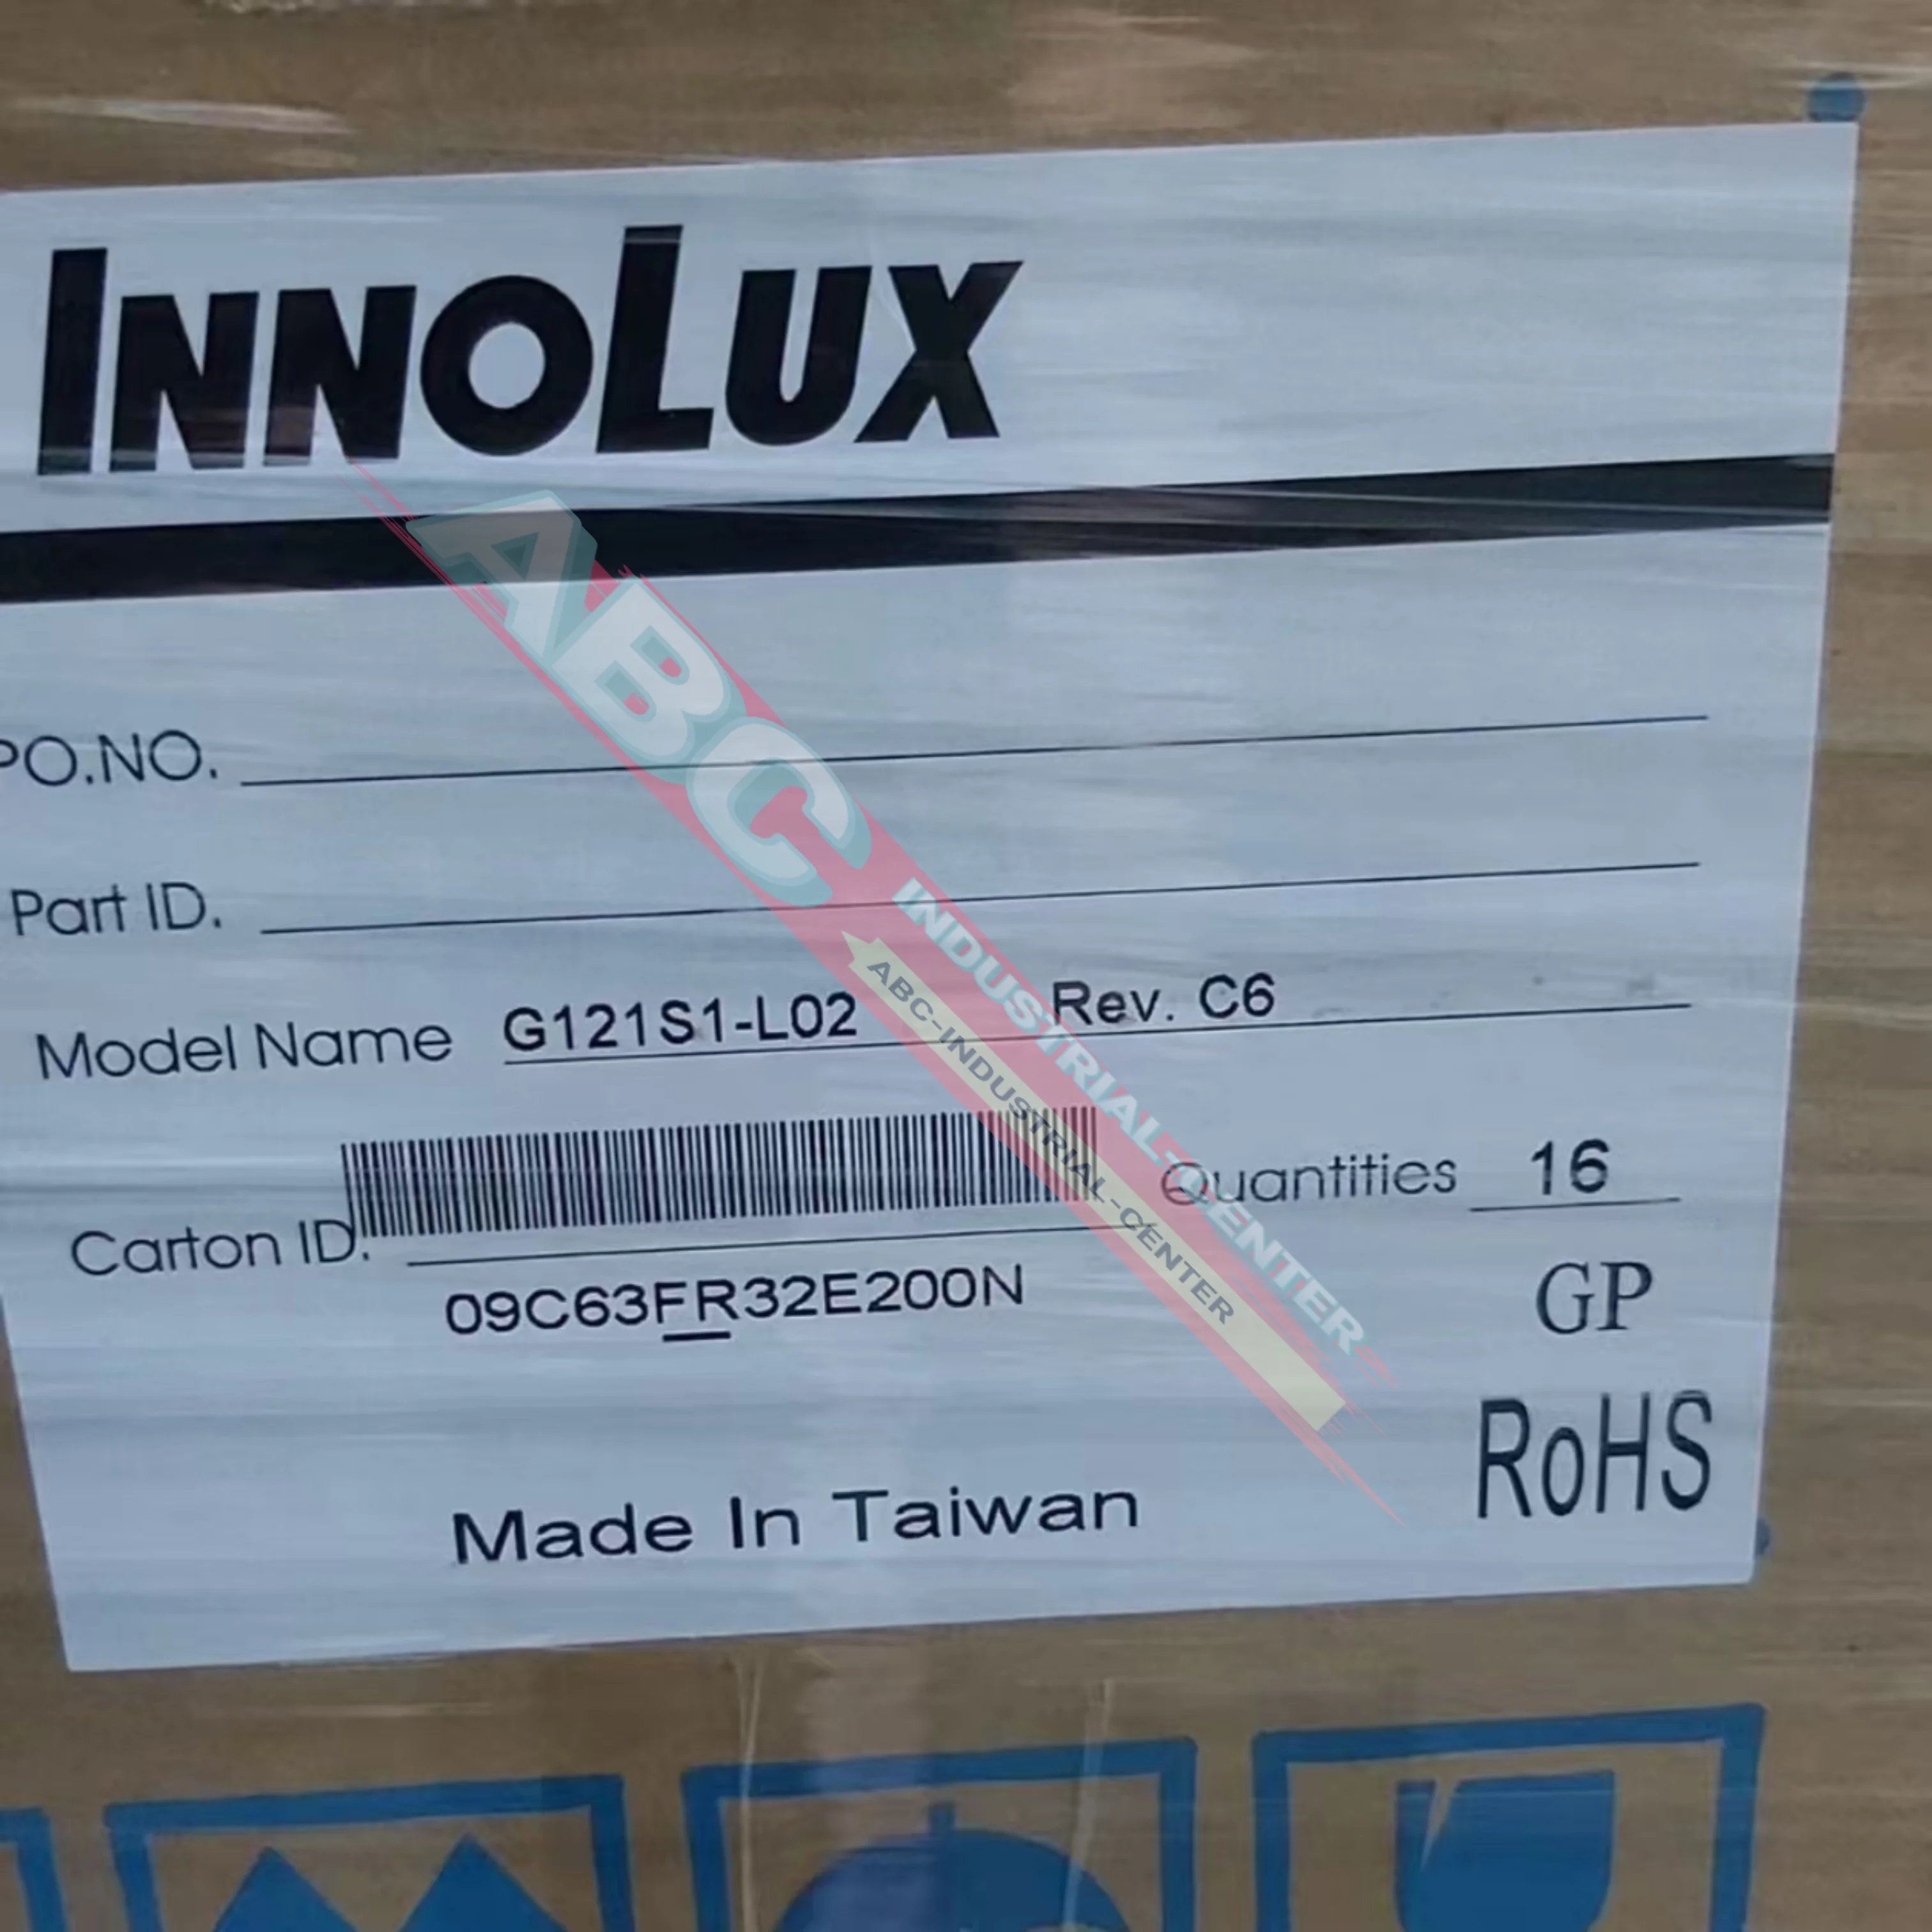 INNOLUX
PO.NO.
Part ID.
Model Name G121S1-L02 Rev. C6
Carton ID. Quantities 16
09C63FR32E200N
GP
RoHS
Made In Taiwan
ABC INDUSTRIAL-CENTER
ABC-INDUSTRIAL-CENTER